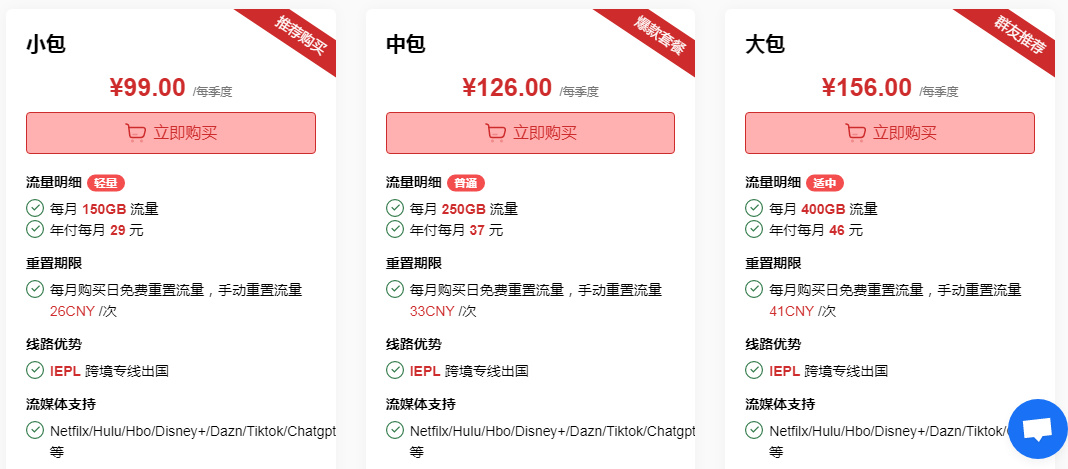 推荐购买
小包
¥99.00 /每季度
立即购买
流量明细 轻量
每月 150GB 流量
年付每月 29 元
重置期限
每月购买日免费重置流量，手动重置流量
26CNY /次
线路优势
IEPL 跨境专线出国
流媒体支持
Netfilx/Hulu/Hbo/Disney+/Dazn/Tiktok/Chatgpt
等
爆款套餐
中包
¥126.00 /每季度
立即购买
流量明细 普通
每月 250GB 流量
年付每月 37 元
重置期限
每月购买日免费重置流量，手动重置流量
33CNY /次
线路优势
IEPL 跨境专线出国
流媒体支持
Netfilx/Hulu/Hbo/Disney+/Dazn/Tiktok/Chatgpt
等
群友推荐
大包
¥156.00 /每季度
立即购买
流量明细 适中
每月 400GB 流量
年付每月 46 元
重置期限
每月购买日免费重置流量，手动重置流量
41CNY /次
线路优势
IEPL 跨境专线出国
流媒体支持
Netfilx/Hulu/Hbo/Disney+/Dazn/Tiktok/
等